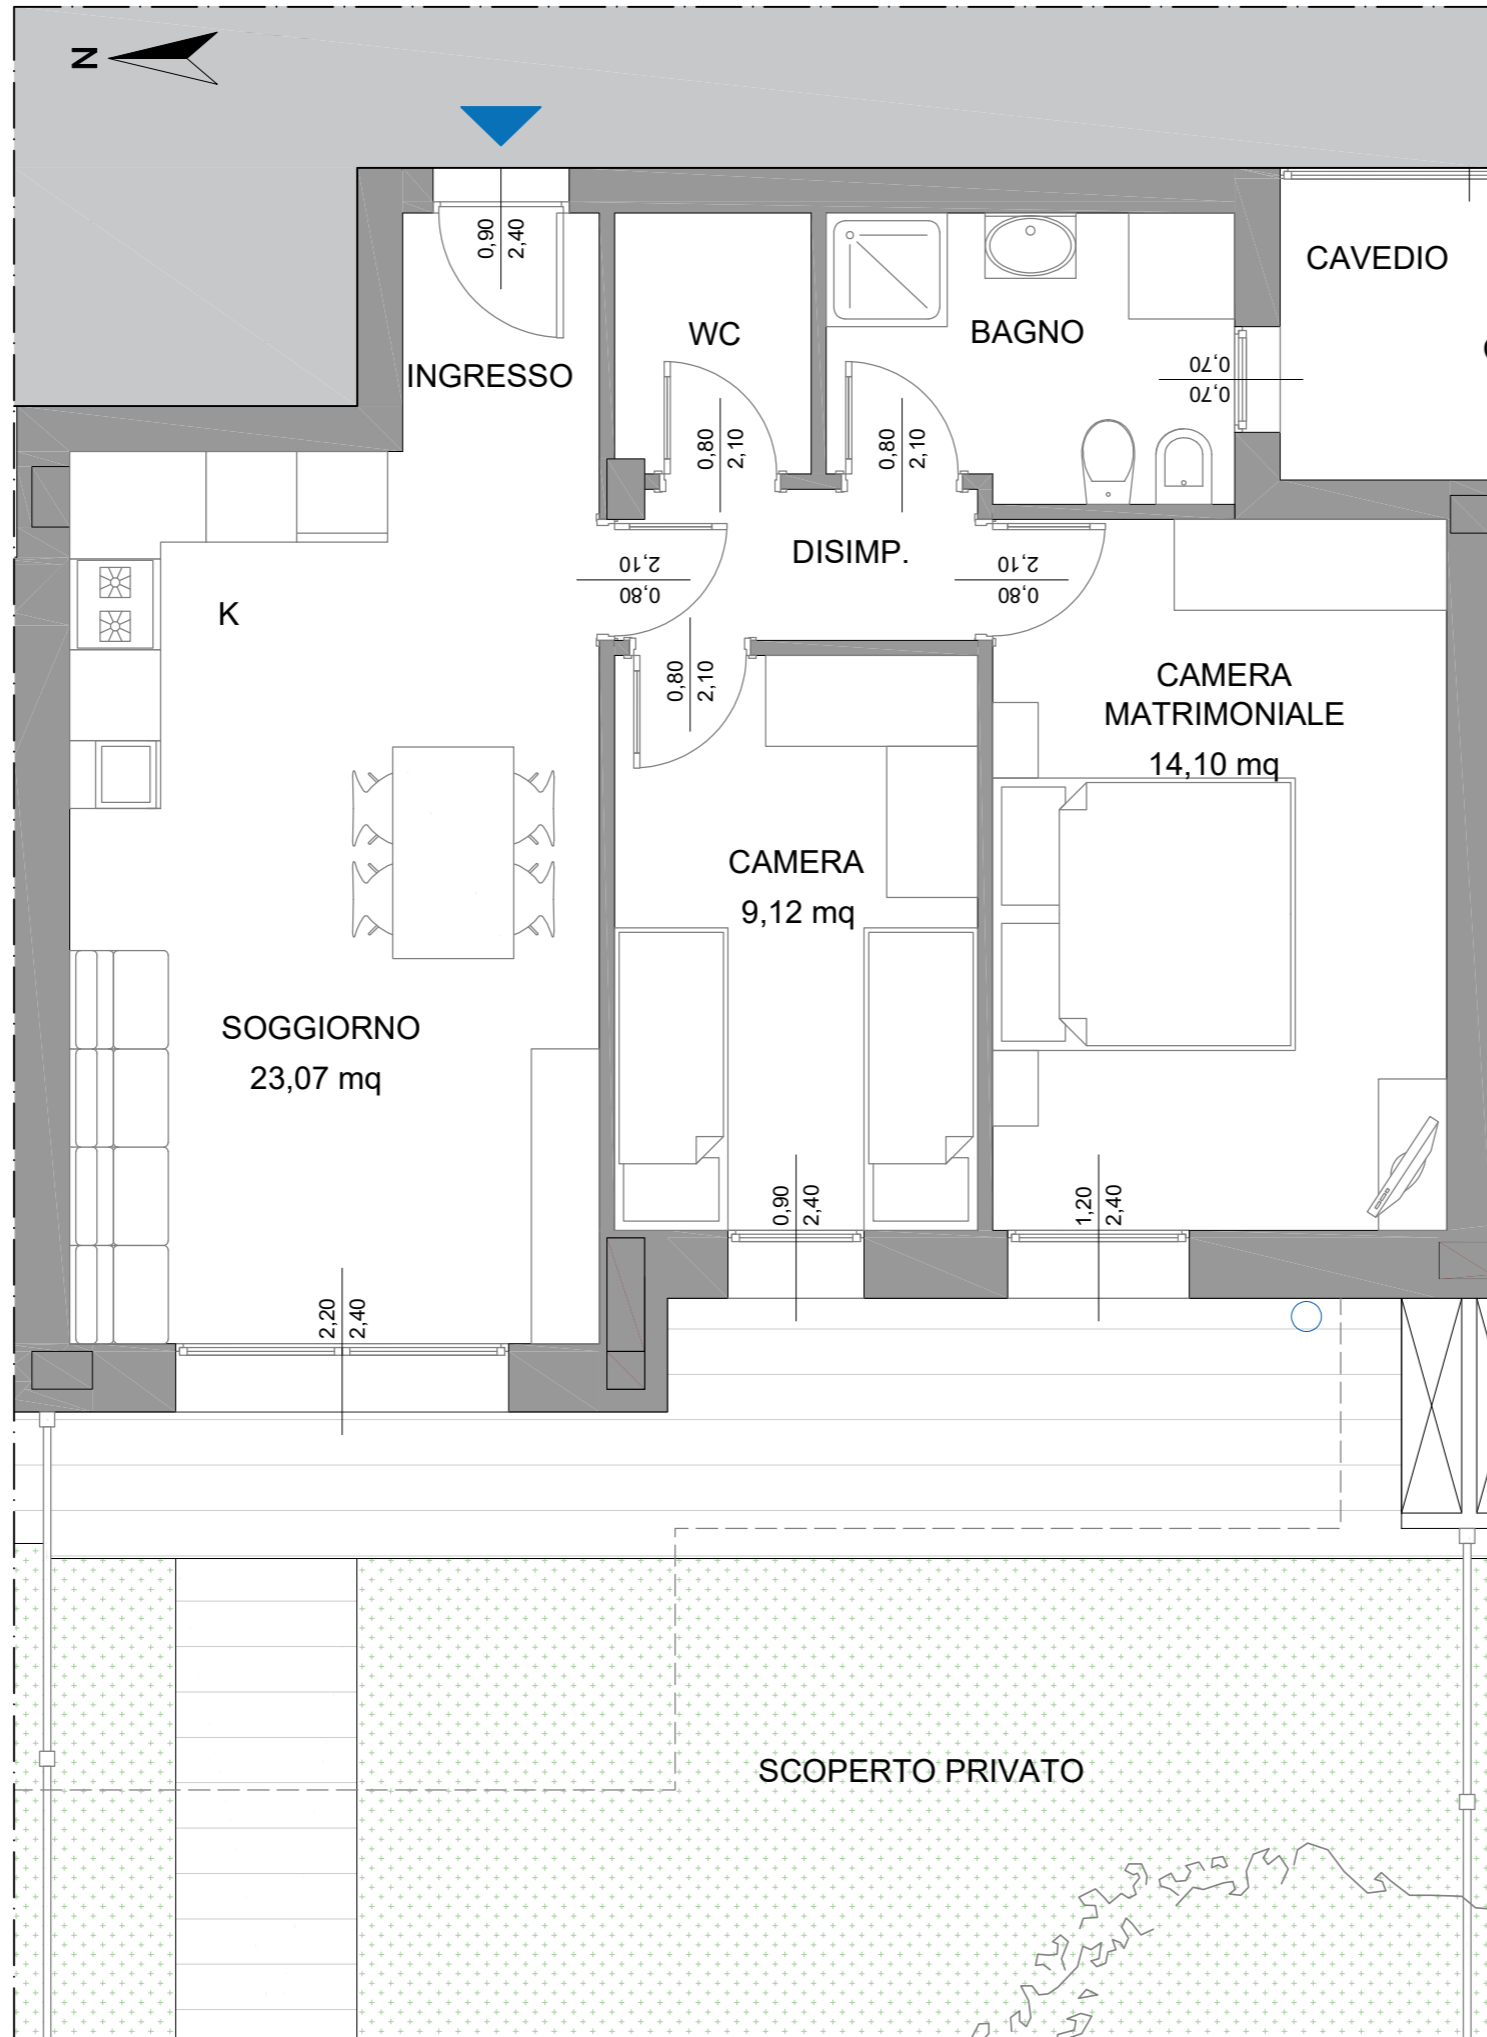 N
0,90
2,40
CAVEDIO
WC
BAGNO
INGRESSO
0,70
0,70
0,80
2,10
0,80
2,10
DISIMP.
2,10
0,80
2,10
0,80
K
0,80
2,10
CAMERA
MATRIMONIALE
14,10 mq
CAMERA
9,12 mq
SOGGIORNO
23,07 mq
0,90
2,40
1,20
2,40
2,20
2,40
SCOPERTO PRIVATO